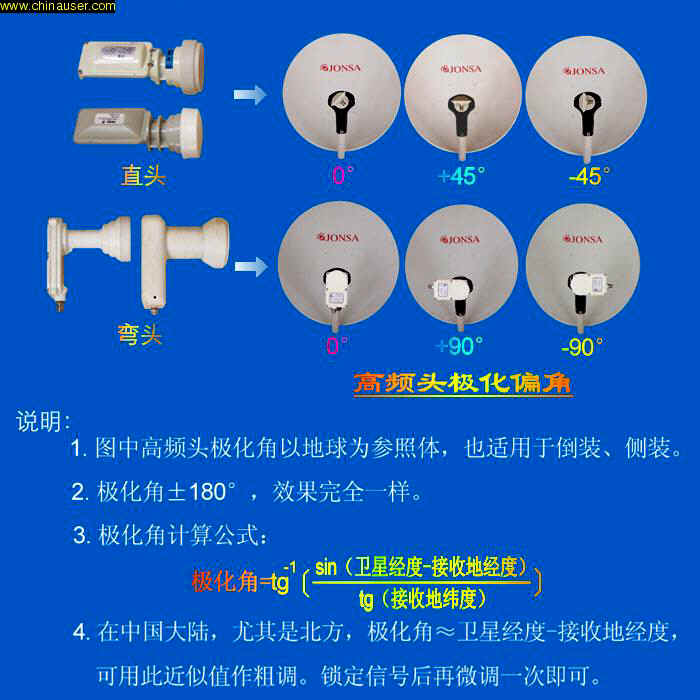 www.chinauser.com
JONSA JONSA JONSA
直头 0° +45° -45°
JONSA JONSA JONSA
弯头 0° +90° -90°
高频头极化偏角
说明:
1. 图中高频头极化角以地球为参照体，也适用于倒装、侧装。
2. 极化角±180°，效果完全一样。
3. 极化角计算公式:
极化角=tg-1(sin（卫星经度-接收地经度）
tg（接收地纬度）)
4. 在中国大陆，尤其是北方，极化角≈卫星经度-接收地经度，
可用此近似值作粗调。锁定信号后再微调一次即可。